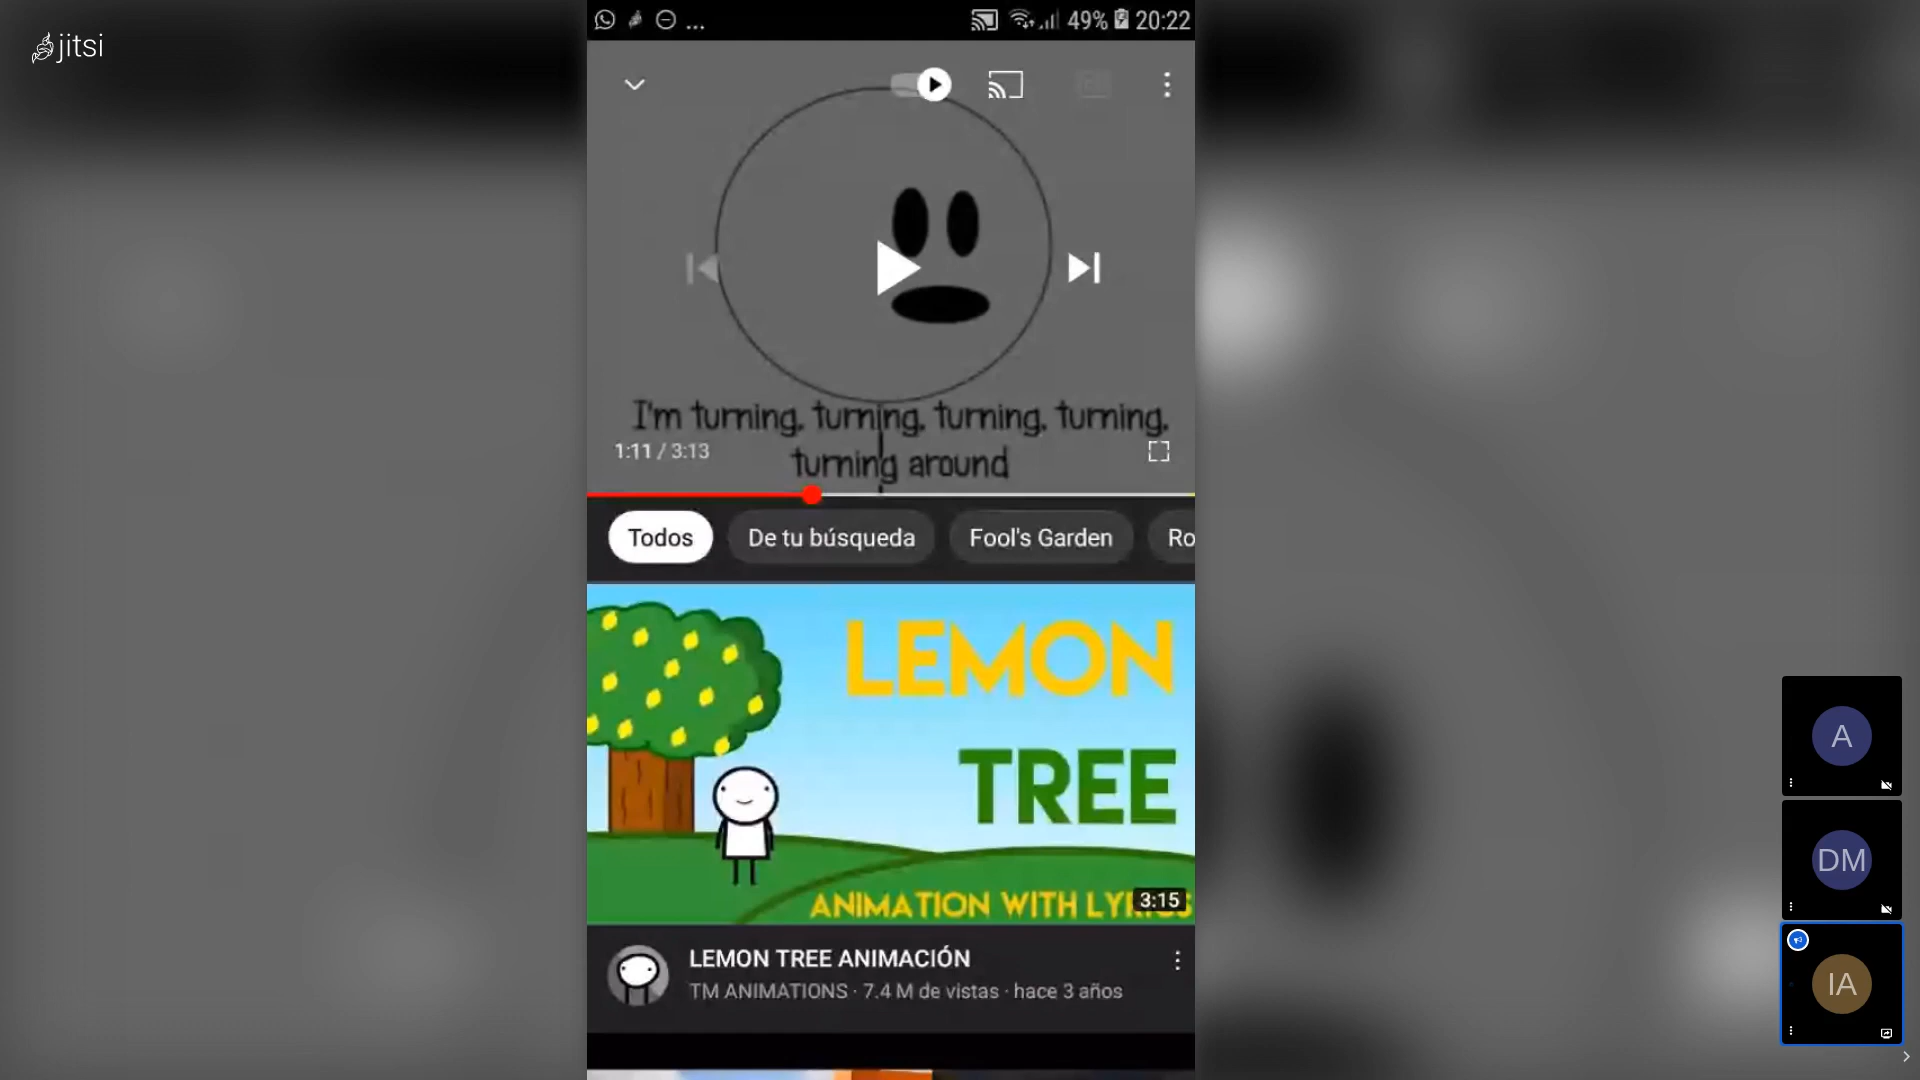 jitsi
... 49% 20:22
I'm turning, turning, turning, turning,
turning around
1:11 / 3:13
Todos De tu búsqueda Fool's Garden Ro
LEMON
TREE
ANIMATION WITH LYRICS
3:15
LEMON TREE ANIMACIÓN
TM ANIMATIONS · 7.4 M de vistas · hace 3 años
A
DM
IA